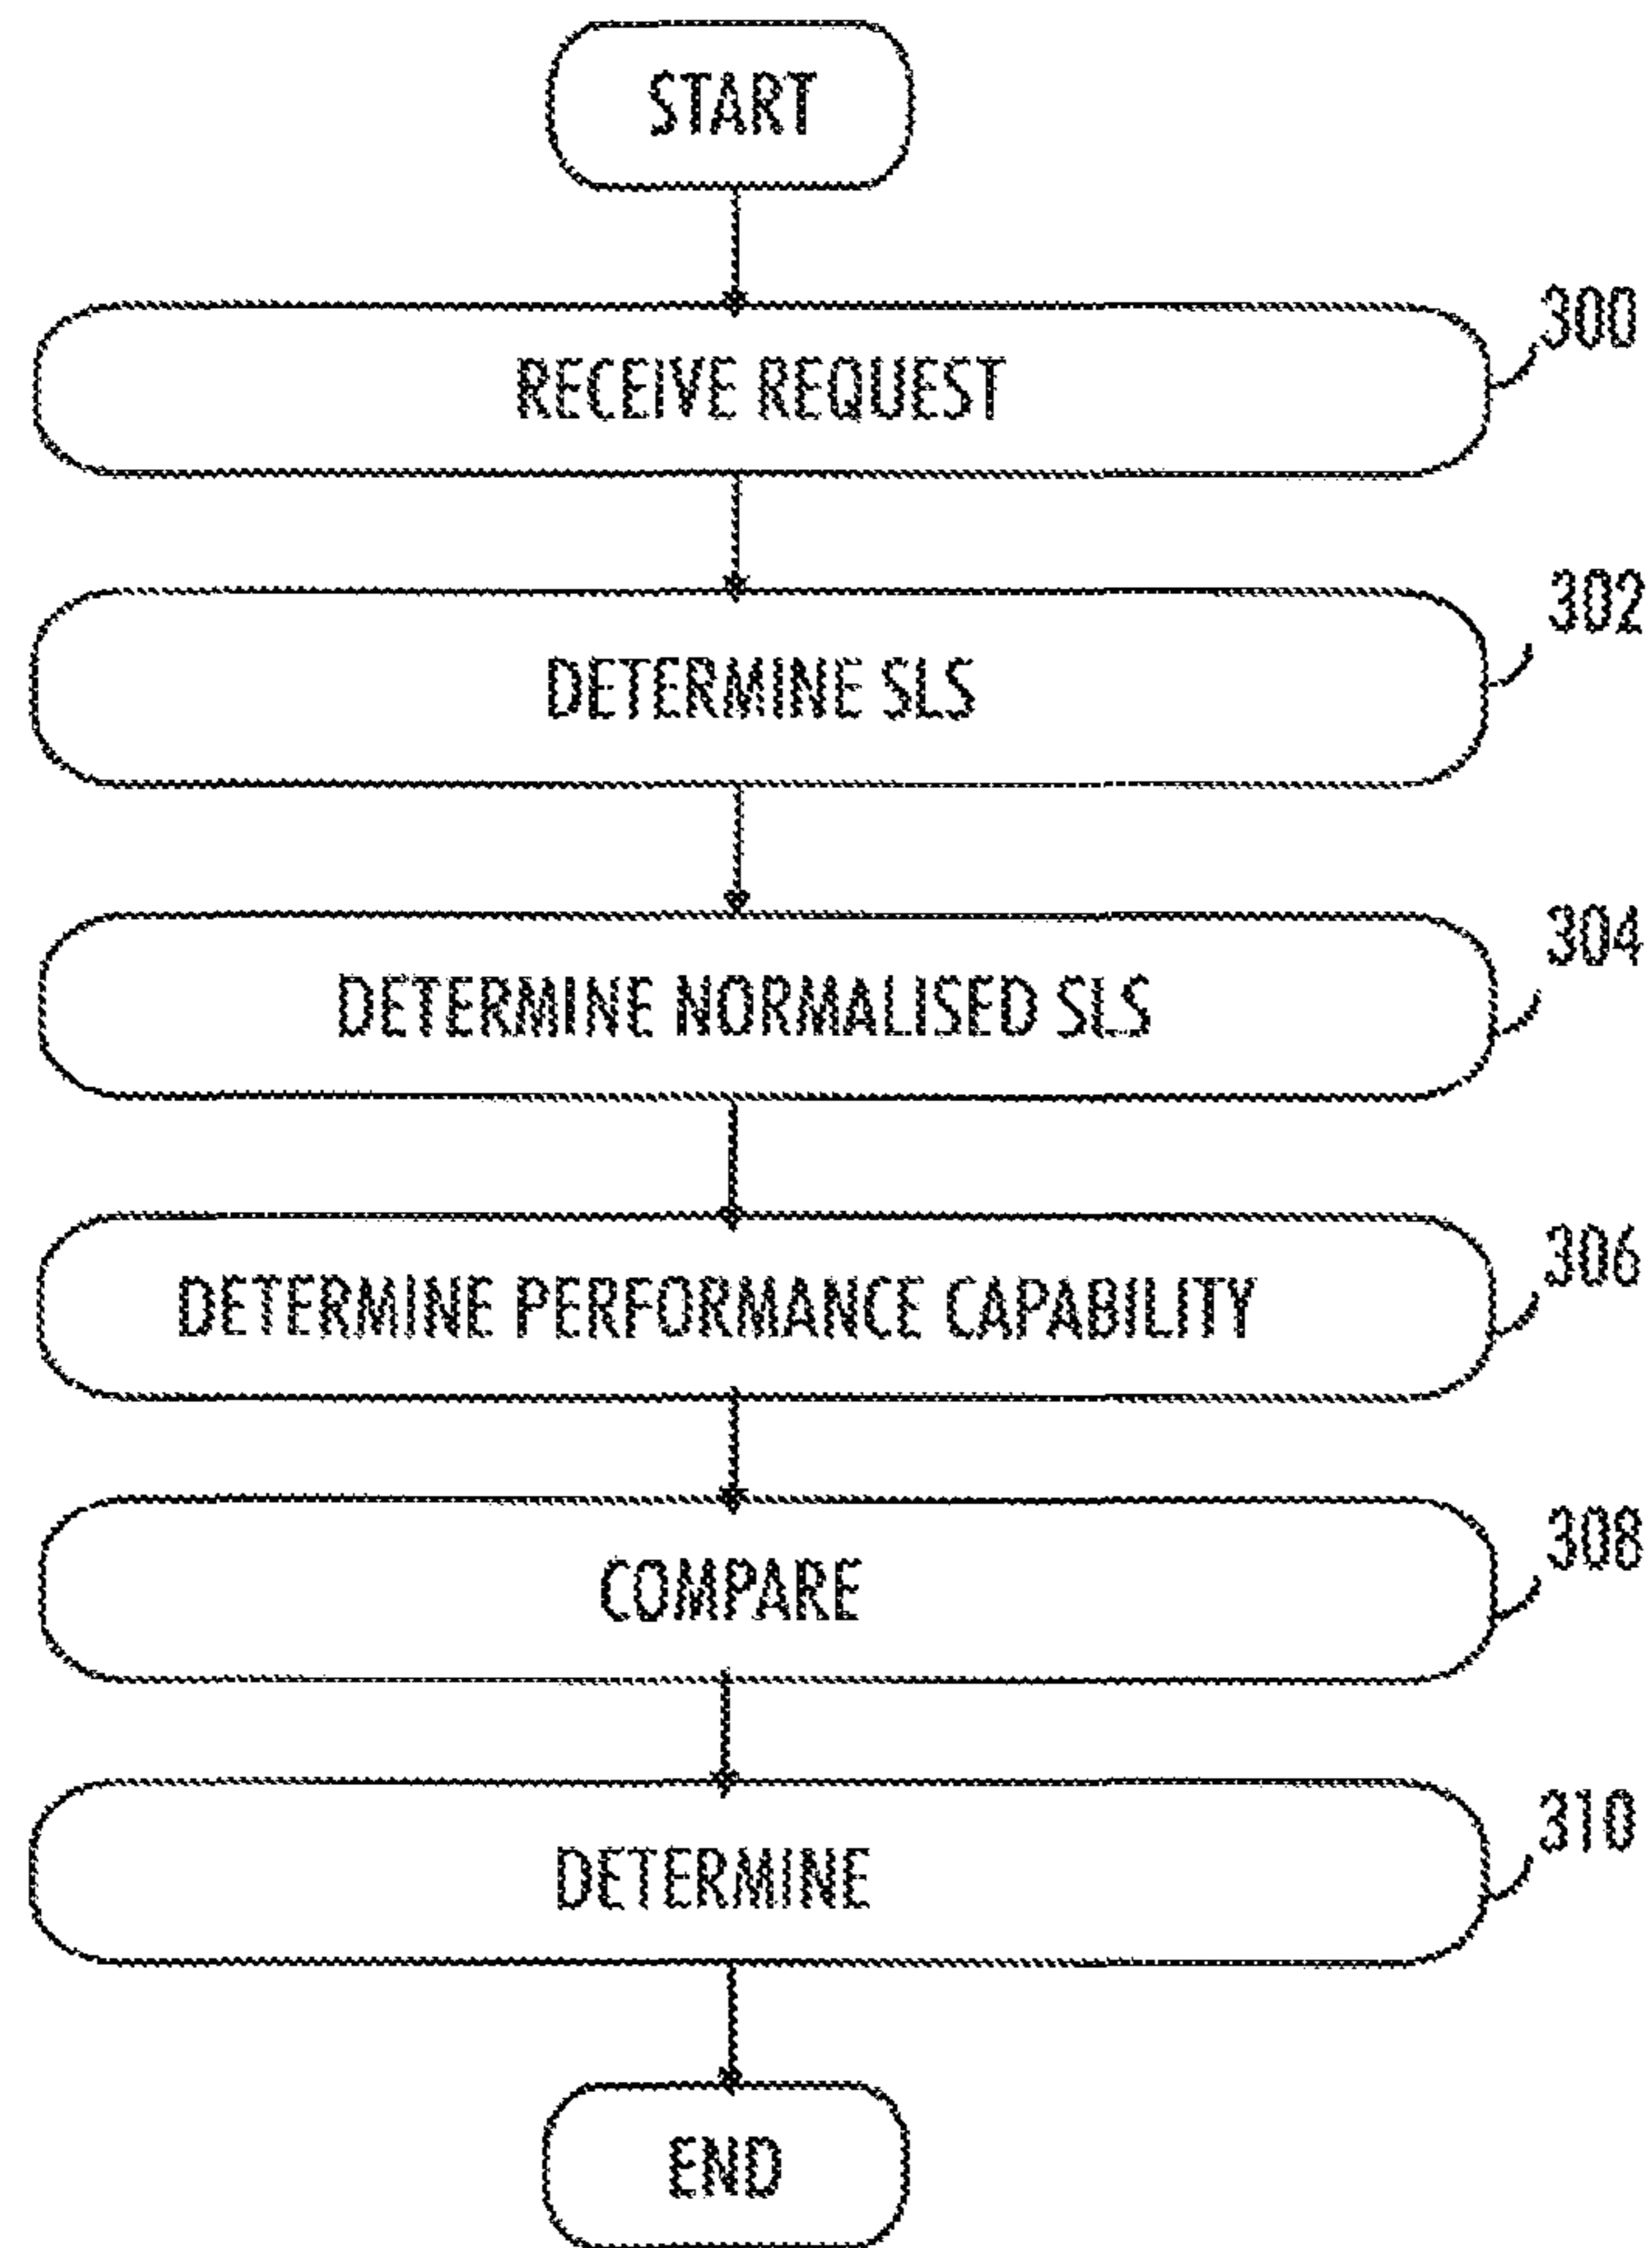 START
300
RECEIVE REQUEST
302
DETERMINE SLS
304
DETERMINE NORMALISED SLS
306
DETERMINE PERFORMANCE CAPABILITY
308
COMPARE
310
DETERMINE
END